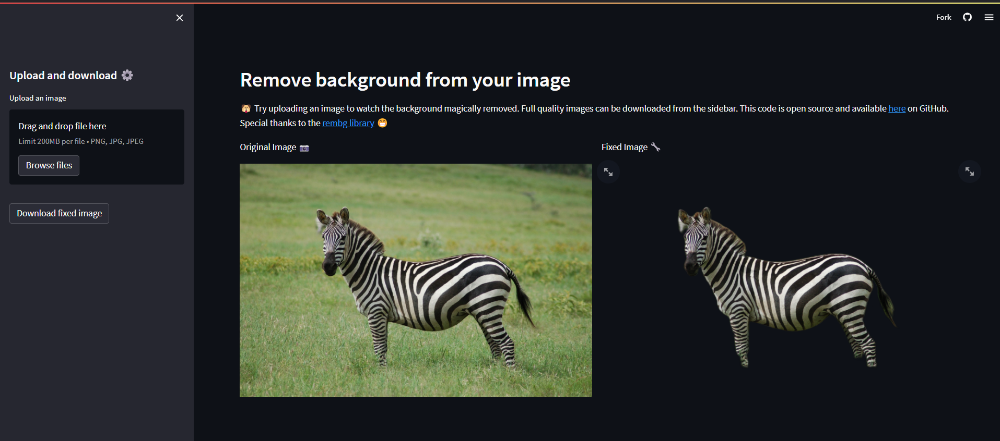 Fork
Upload and download
Upload an image
Drag and drop file here
Limit 200MB per file • PNG, JPG, JPEG
Browse files
Download fixed image
Remove background from your image
Try uploading an image to watch the background magically removed. Full quality images can be downloaded from the sidebar. This code is open source and available here on GitHub.
Special thanks to the rembg library
Original Image
Fixed Image